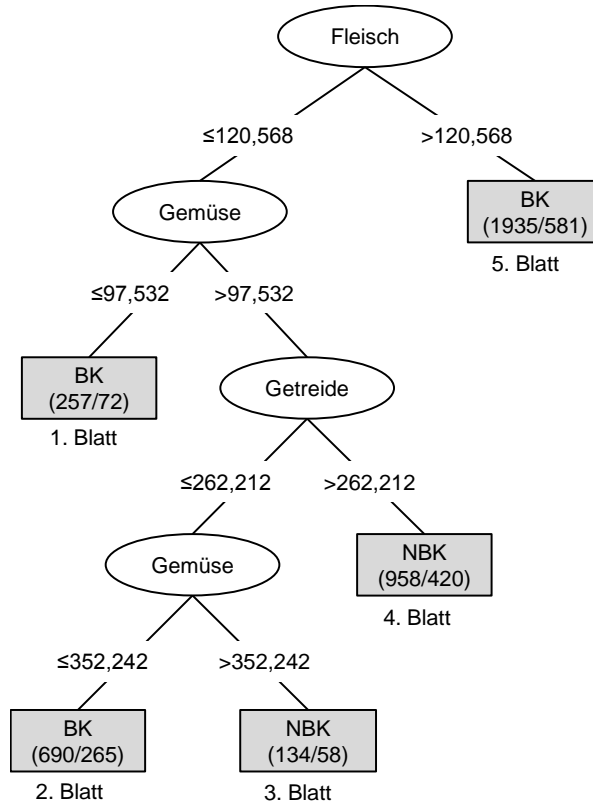 Fleisch
≤120,568
>120,568
Gemüse
BK
(1935/581)
5. Blatt
≤97,532
>97,532
BK
(257/72)
1. Blatt
Getreide
≤262,212
>262,212
Gemüse
NBK
(958/420)
4. Blatt
≤352,242
>352,242
BK
(690/265)
2. Blatt
NBK
(134/58)
3. Blatt